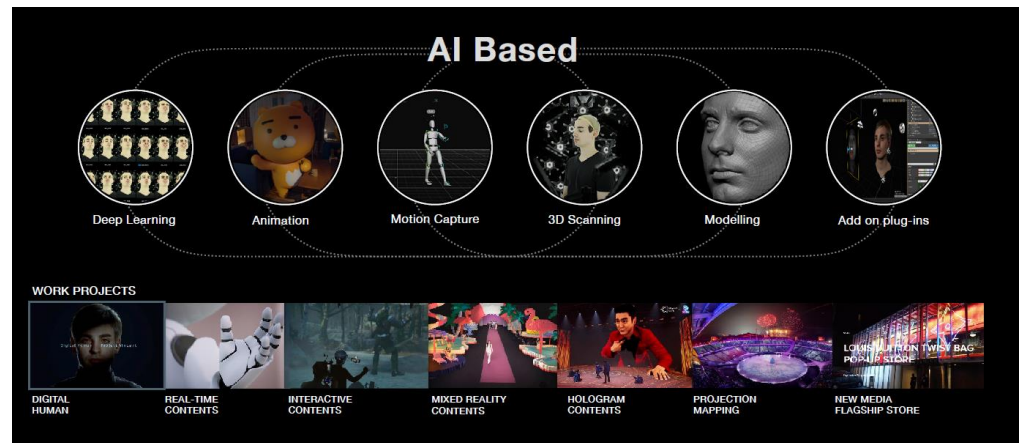 AI Based
Deep Learning
Animation
Motion Capture
3D Scanning
Modelling
Add on plug-ins
WORK PROJECTS
LOUIS VUITTON TWIST BAG
POP-UP STORE
DIGITAL
HUMAN
REAL-TIME
CONTENTS
INTERACTIVE
CONTENTS
MIXED REALITY
CONTENTS
HOLOGRAM
CONTENTS
PROJECTION
MAPPING
NEW MEDIA
FLAGSHIP STORE